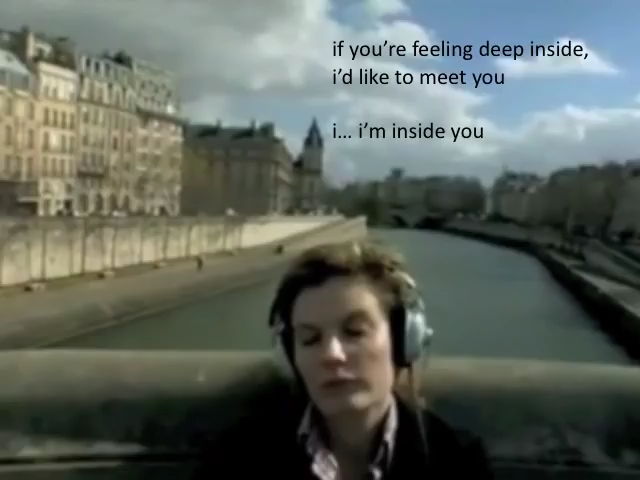 if you’re feeling deep inside,
i’d like to meet you
i… i’m inside you